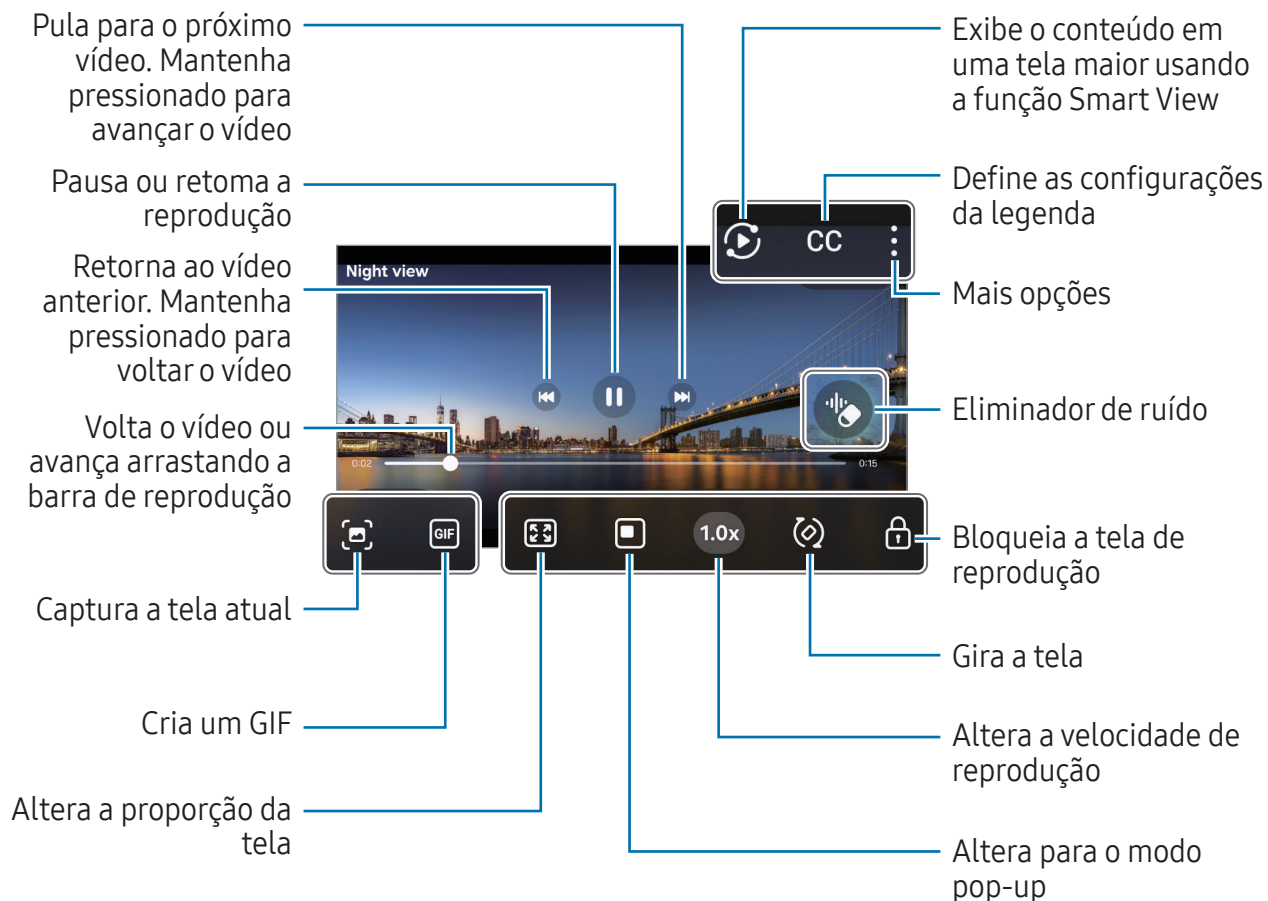 Pula para o próximo
vídeo. Mantenha
pressionado para
avançar o vídeo
Pausa ou retoma a
reprodução
Retorna ao vídeo
anterior. Mantenha
pressionado para
voltar o vídeo
Volta o vídeo ou
avança arrastando a
barra de reprodução
Captura a tela atual
Cria um GIF
Altera a proporção da
tela
Night view
CC
0:02
0:15
GIF
1.0x
Exibe o conteúdo em
uma tela maior usando
a função Smart View
Define as configurações
da legenda
Mais opções
Eliminador de ruído
Bloqueia a tela de
reprodução
Gira a tela
Altera a velocidade de
reprodução
Altera para o modo
pop-up